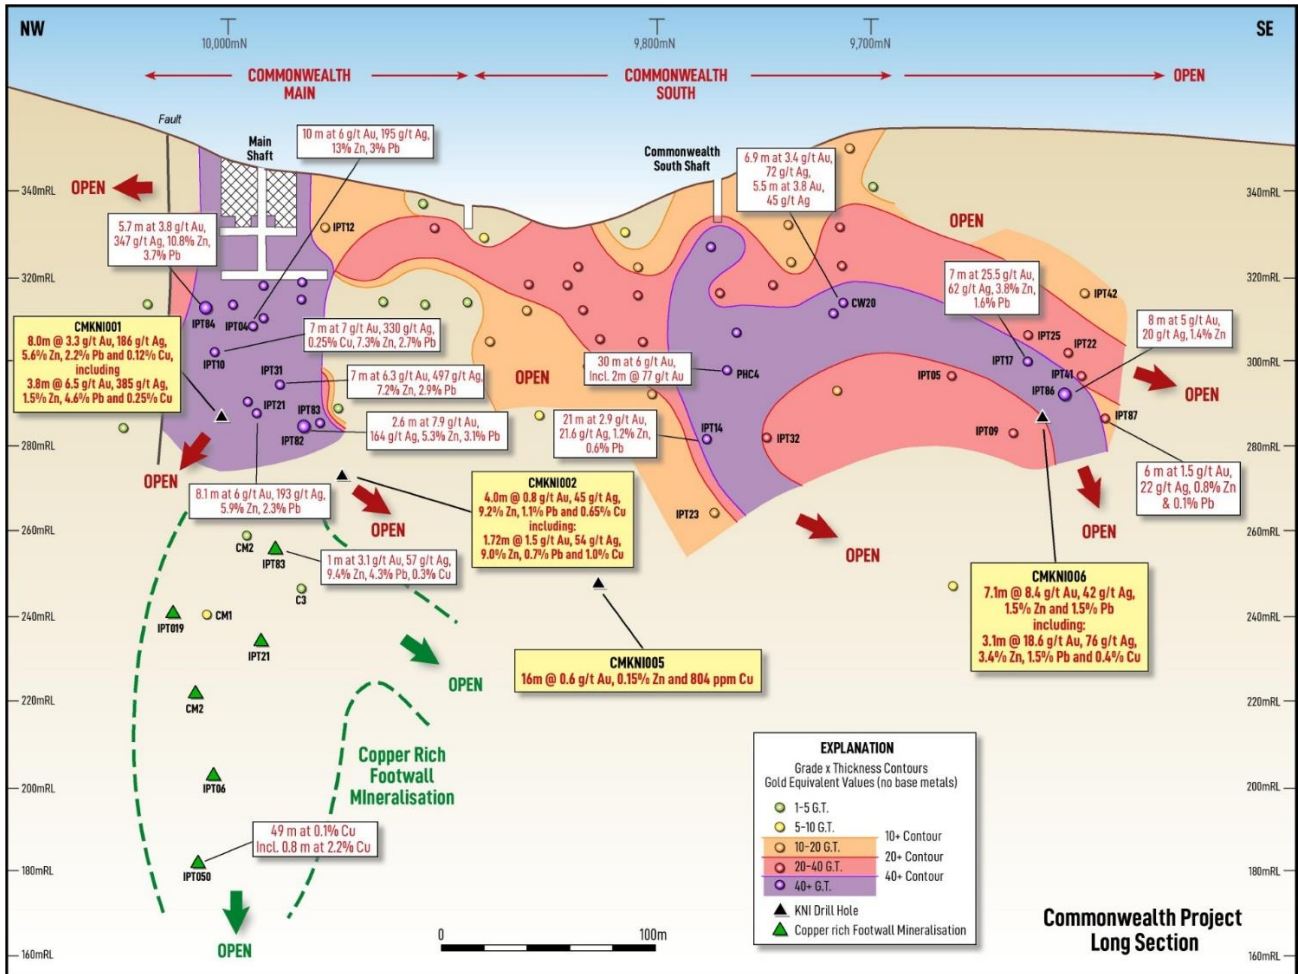 NW
SE
10,000mN
9,800mN
9,700mN
COMMONWEALTH
MAIN
COMMONWEALTH
SOUTH
OPEN
Fault
Main
Shaft
10 m at 6 g/t Au, 195 g/t Ag,
13% Zn, 3% Pb
Commonwealth
South Shaft
6.9 m at 3.4 g/t Au,
72 g/t Ag,
5.5 m at 3.8 Au,
45 g/t Ag
340mRL
OPEN
340mRL
5.7 m at 3.8 g/t Au,
347 g/t Ag, 10.8% Zn,
3.7% Pb
IPT12
OPEN
320mRL
320mRL
7 m at 25.5 g/t Au,
62 g/t Ag, 3.8% Zn,
1.6% Pb
IPT42
IPT84
IPT04
CW20
CMKNI001
8.0m @ 3.3 g/t Au, 186 g/t Ag,
5.6% Zn, 2.2% Pb and 0.12% Cu,
including
3.8m @ 6.5 g/t Au, 385 g/t Ag,
1.5% Zn, 4.6% Pb and 0.25% Cu
7 m at 7 g/t Au, 330 g/t Ag,
0.25% Cu, 7.3% Zn, 2.7% Pb
8 m at 5 g/t Au,
20 g/t Ag, 1.4% Zn
IPT25
IPT22
IPT10
300mRL
30 m at 6 g/t Au,
Incl. 2m @ 77 g/t Au
PHC4
IPT17
300mRL
IPT31
7 m at 6.3 g/t Au, 497 g/t Ag,
7.2% Zn, 2.9% Pb
OPEN
IPT05
IPT41
IPT86
OPEN
IPT21
IPT83
IPT82
2.6 m at 7.9 g/t Au,
164 g/t Ag, 5.3% Zn, 3.1% Pb
21 m at 2.9 g/t Au,
21.6 g/t Ag, 1.2% Zn,
0.6% Pb
IPT14
IPT32
IPT09
IPT87
280mRL
280mRL
OPEN
8.1 m at 6 g/t Au, 193 g/t Ag,
5.9% Zn, 2.3% Pb
OPEN
CMKNI002
4.0m @ 0.8 g/t Au, 45 g/t Ag,
9.2% Zn, 1.1% Pb and 0.65% Cu
including:
1.72m @ 1.5 g/t Au, 54 g/t Ag,
9.0% Zn, 0.7% Pb and 1.0% Cu
6 m at 1.5 g/t Au,
22 g/t Ag, 0.8% Zn
& 0.1% Pb
IPT23
OPEN
OPEN
260mRL
260mRL
CM2
IPT83
1 m at 3.1 g/t Au, 57 g/t Ag,
9.4% Zn, 4.3% Pb, 0.3% Cu
C3
CMKNI006
7.1m @ 8.4 g/t Au, 42 g/t Ag,
1.5% Zn and 1.5% Pb
including:
3.1m @ 18.6 g/t Au, 76 g/t Ag,
3.4% Zn, 1.5% Pb and 0.4% Cu
240mRL
240mRL
IPT019
CM1
IPT21
CMKNI005
16m @ 0.6 g/t Au, 0.15% Zn and 804 ppm Cu
OPEN
220mRL
220mRL
CM2
Copper Rich
Footwall
MIneralisation
200mRL
200mRL
IPT06
49 m at 0.1% Cu
Incl. 0.8 m at 2.2% Cu
180mRL
180mRL
IPT050
OPEN
160mRL
160mRL
0
100m
EXPLANATION
Grade x Thickness Contours
Gold Equivalent Values (no base metals)
1-5 G.T.
5-10 G.T.
10-20 G.T.
20-40 G.T.
40+ G.T.
10+ Contour
20+ Contour
40+ Contour
KNI Drill Hole
Copper rich Footwall Mineralisation
Commonwealth Project
Long Section